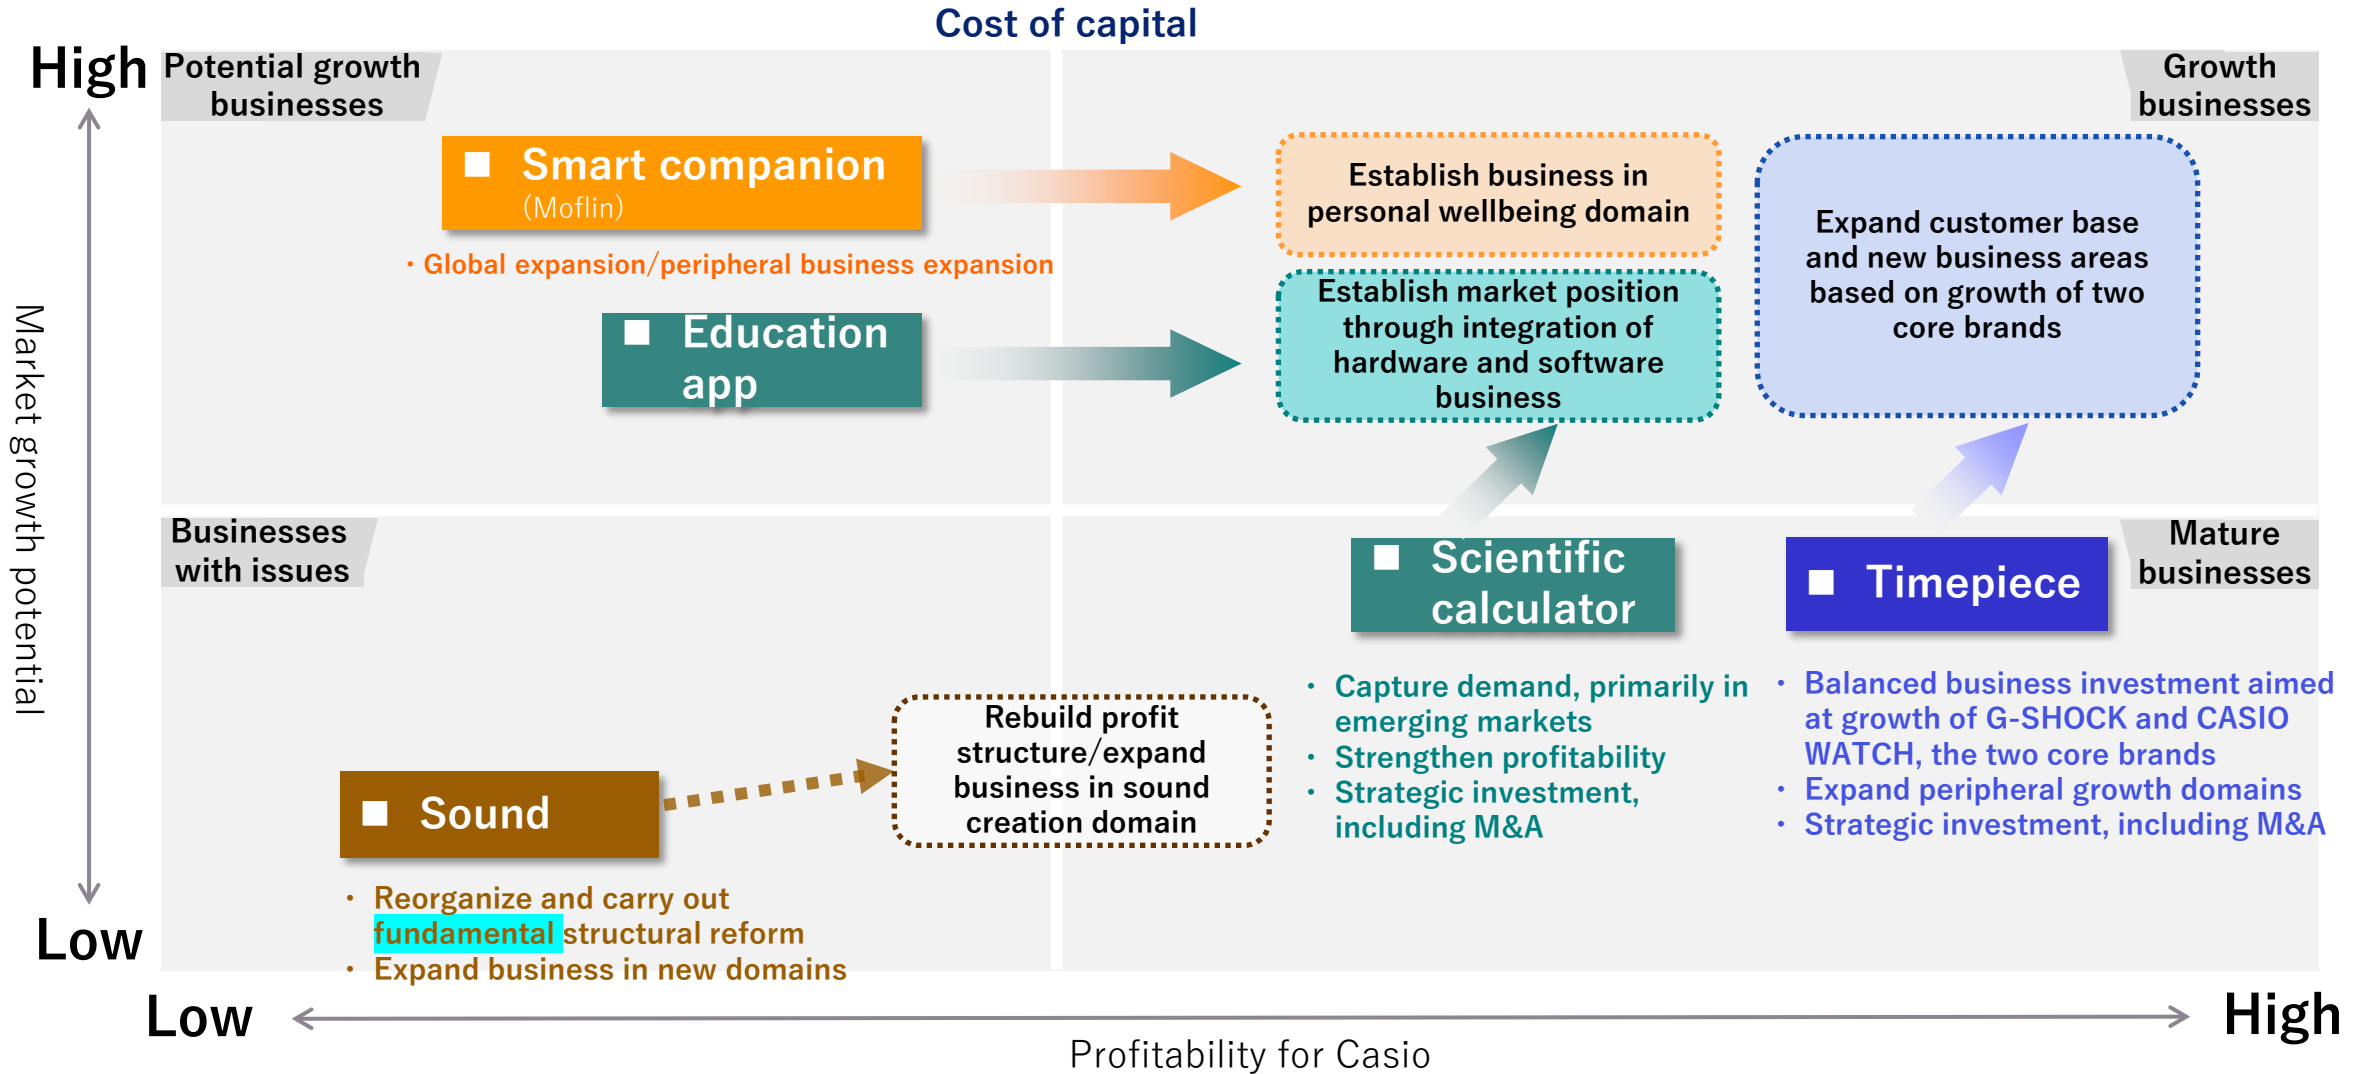 Cost of capital
High
Potential growth
businesses
Growth
businesses
■ Smart companion
(Moflin)
・Global expansion/peripheral business expansion
Establish business in
personal wellbeing domain
Expand customer base
and new business areas
based on growth of two
core brands
■ Education
app
Establish market position
through integration of
hardware and software
business
Market growth potential
Businesses
with issues
Mature
businesses
■ Scientific
calculator
■ Timepiece
・ Capture demand, primarily in
emerging markets
・ Strengthen profitability
・ Strategic investment,
including M&A
・ Balanced business investment aimed
at growth of G-SHOCK and CASIO
WATCH, the two core brands
・ Expand peripheral growth domains
・ Strategic investment, including M&A
Rebuild profit
structure/expand
business in sound
creation domain
■ Sound
・ Reorganize and carry out
fundamental structural reform
・ Expand business in new domains
Low
Low
High
Profitability for Casio